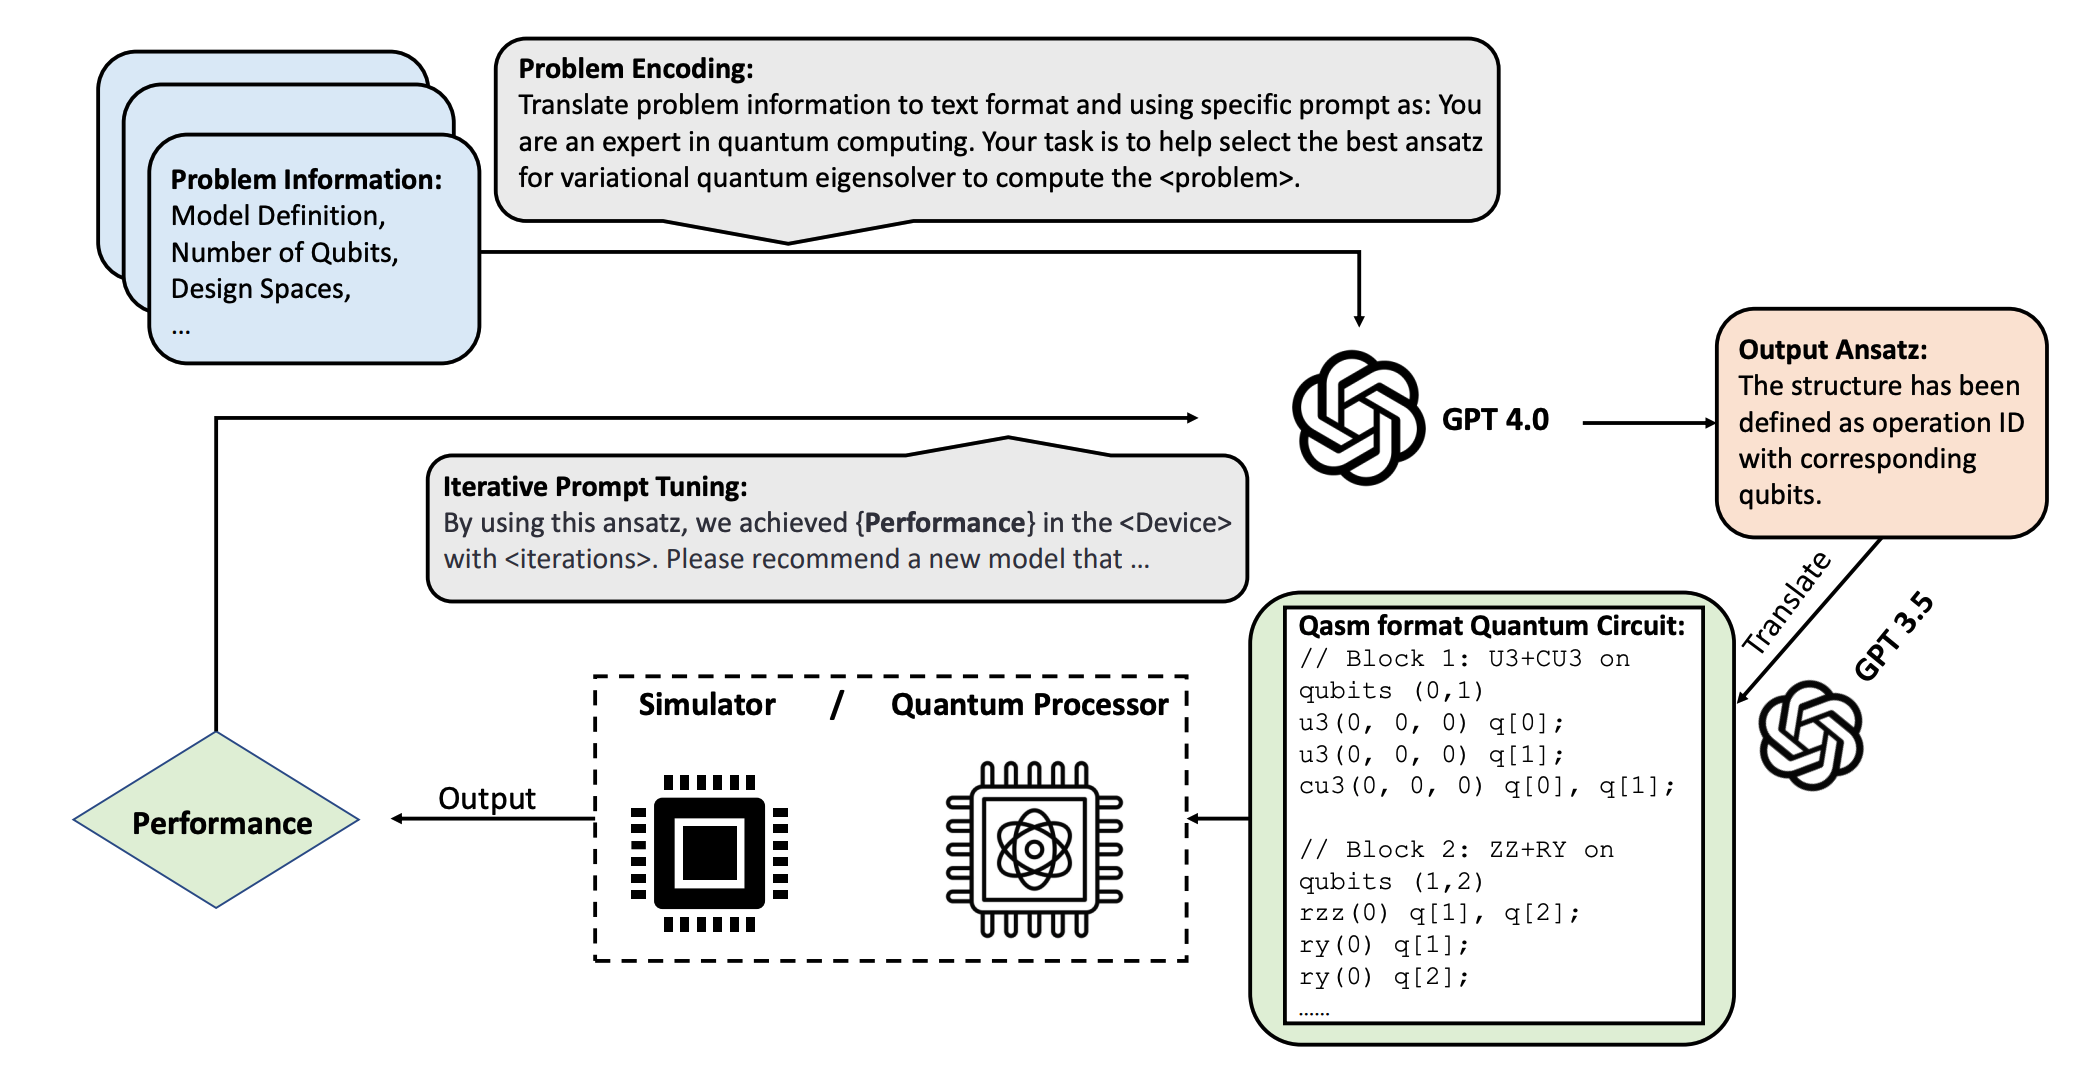 Problem Encoding:
Translate problem information to text format and using specific prompt as: You
are an expert in quantum computing. Your task is to help select the best ansatz
for variational quantum eigensolver to compute the <problem>.
Problem Information:
Model Definition,
Number of Qubits,
Design Spaces,
...
GPT 4.0
Output Ansatz:
The structure has been
defined as operation ID
with corresponding
qubits.
Iterative Prompt Tuning:
By using this ansatz, we achieved {Performance} in the <Device>
with <iterations>. Please recommend a new model that ...
Translate
GPT 3.5
Qasm format Quantum Circuit:
// Block 1: U3+CU3 on
qubits (0,1)
u3(0, 0, 0) q[0];
u3(0, 0, 0) q[1];
cu3(0, 0, 0) q[0], q[1];
// Block 2: ZZ+RY on
qubits (1,2)
rzz(0) q[1], q[2];
ry(0) q[1];
ry(0) q[2];
......
Simulator / Quantum Processor
Output
Performance